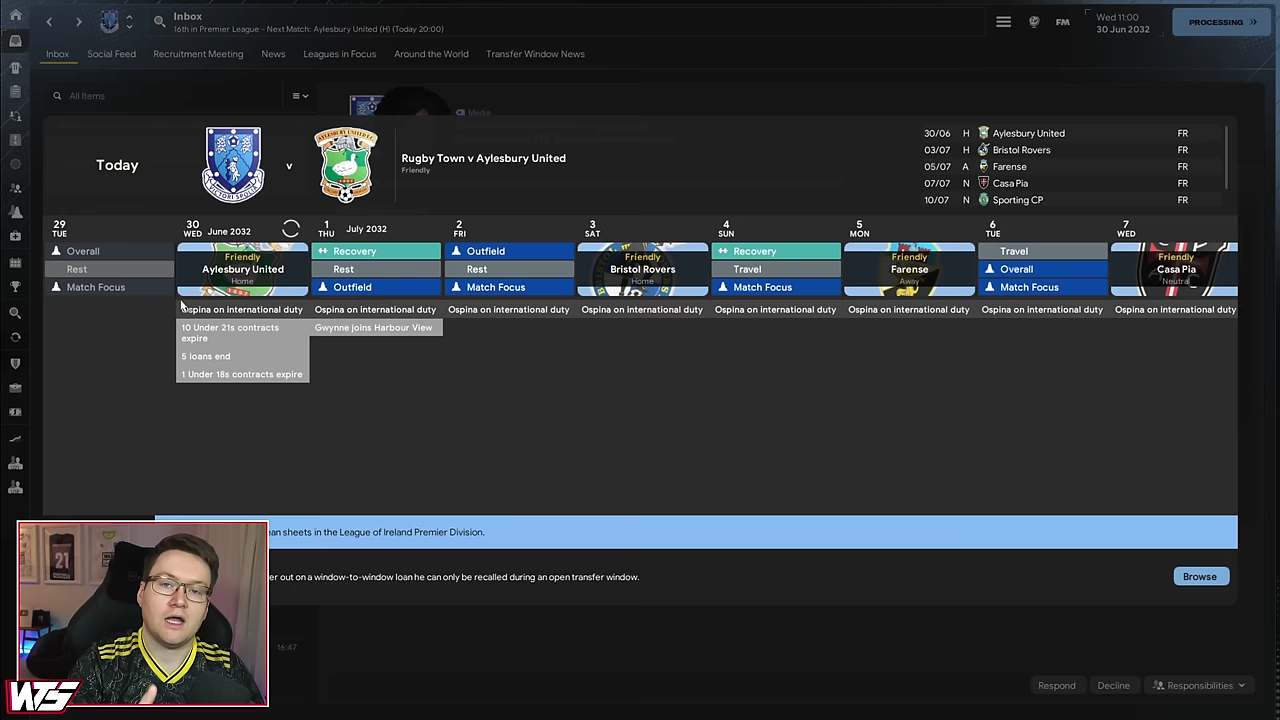 Inbox
16th in Premier League - Next Match: Aylesbury United (H) (Today 20:00)
FM
Wed 11:00
30 Jun 2032
PROCESSING
Inbox
Social Feed
Recruitment Meeting
News
Leagues in Focus
Around the World
Transfer Window News
All Items
Media
Today
v
Rugby Town v Aylesbury United
Friendly
30/06 H Aylesbury United FR
03/07 H Bristol Rovers FR
05/07 A Farense FR
07/07 N Casa Pia FR
10/07 N Sporting CP FR
29
TUE
30
WED June 2032
1
THU July 2032
2
FRI
3
SAT
4
SUN
5
MON
6
TUE
7
WED
Overall
Rest
Match Focus
Friendly
Aylesbury United
Home
Recovery
Rest
Outfield
Outfield
Rest
Match Focus
Friendly
Bristol Rovers
Home
Recovery
Travel
Match Focus
Friendly
Farense
Away
Travel
Overall
Match Focus
Friendly
Casa Pia
Neutral
Ospina on international duty
Ospina on international duty
Ospina on international duty
Ospina on international duty
Ospina on international duty
Ospina on international duty
Ospina on international duty
Ospina on international duty
10 Under 21s contracts
expire
5 loans end
1 Under 18s contracts expire
Gwynne joins Harbour View
ean sheets in the League of Ireland Premier Division.
er out on a window-to-window loan he can only be recalled during an open transfer window.
Browse
16:47
Respond
Decline
Responsibilities
21
WTS